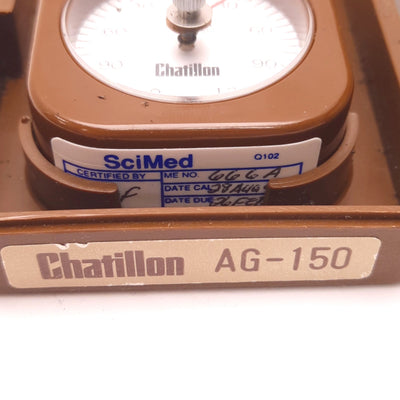 Chatillon
SciMed
Q102
CERTIFIED BY
ME NO. 666A
DATE CAL
DATE DUE
Chatillon AG-150